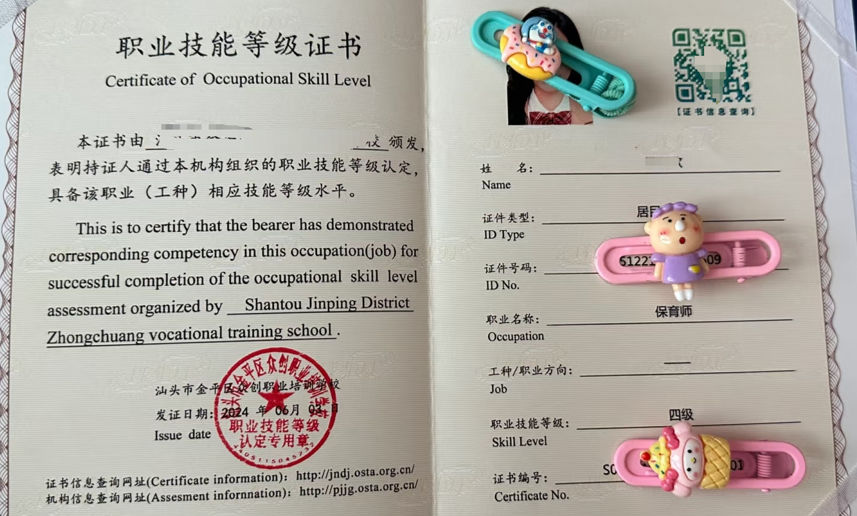 职业技能等级证书
Certificate of Occupational Skill Level
本证书由 颁发,
表明持证人通过本机构组织的职业技能等级认定,
具备该职业（工种）相应技能等级水平。
This is to certify that the bearer has demonstrated
corresponding competency in this occupation(job) for
successful completion of the occupational skill level
assessment organized by Shantou Jinping District
Zhongchuang vocational training school .
汕头市金平区众创职业培训学校
发证日期: 2024 年 06月 03 日
Issue date
职业技能等级
认定专用章
证书信息查询网址(Certificate information): http://jndj.osta.org.cn/
机构信息查询网址(Assesment infornnation): http://pjjg.osta.org.cn/
【证书信息查询】
姓 名:
Name
证件类型: 居
ID Type
证件号码:
ID No.
职业名称: 保育师
Occupation
工种/职业方向: —
Job
职业技能等级: 四级
Skill Level
证书编号: 01
Certificate No.